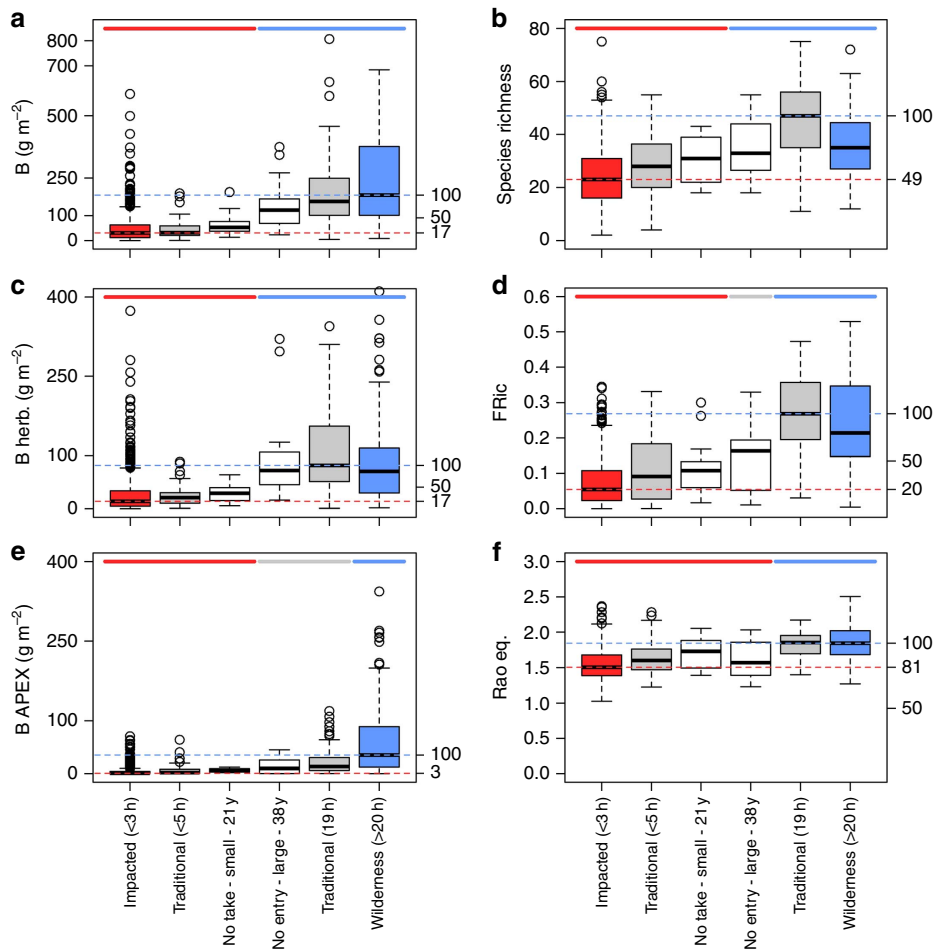 a
B (g m−2)
800
700
500
250
100
0
100
50
17
b
Species richness
80
60
40
20
0
100
49
c
B herb. (g m−2)
400
250
100
0
100
50
17
d
FRic
0.6
0.5
0.4
0.3
0.2
0.1
0.0
100
50
20
e
B APEX (g m−2)
400
250
100
0
100
3
f
Rao eq.
3.0
2.5
2.0
1.5
1.0
0.5
0.0
100
81
50
Impacted (<3 h)
Traditional (<5 h)
No take - small - 21 y
No entry - large - 38 y
Traditional (19 h)
Wilderness (>20 h)
Impacted (<3 h)
Traditional (<5 h)
No take - small - 21 y
No entry - large - 38 y
Traditional (19 h)
Wilderness (>20 h)